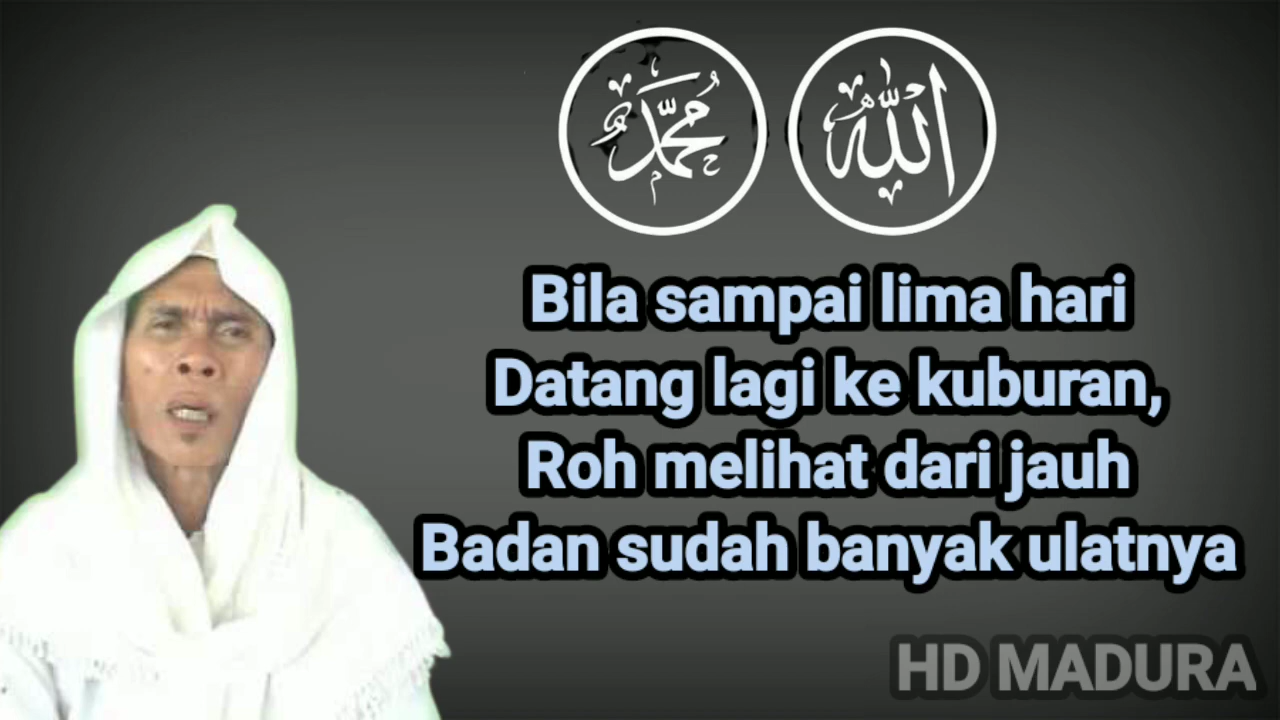 محمد
الله
Bila sampai lima hari
Datang lagi ke kuburan,
Roh melihat dari jauh
Badan sudah banyak ulatnya
HD MADURA